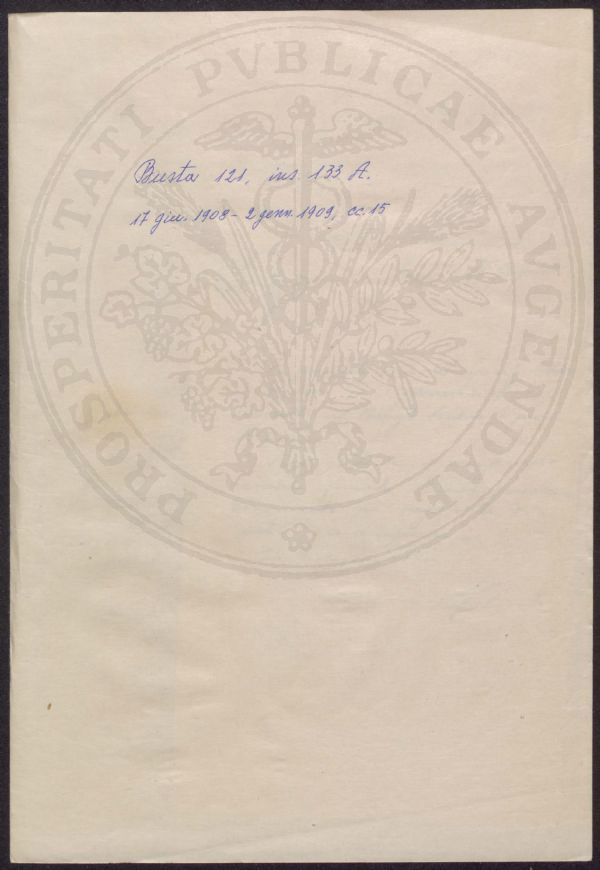 PROSPERITATI PVBLICAE AVGENDAE
Busta 121, ins. 133 A.
17 giu. 1908 - 2 genn. 1909, cc. 15